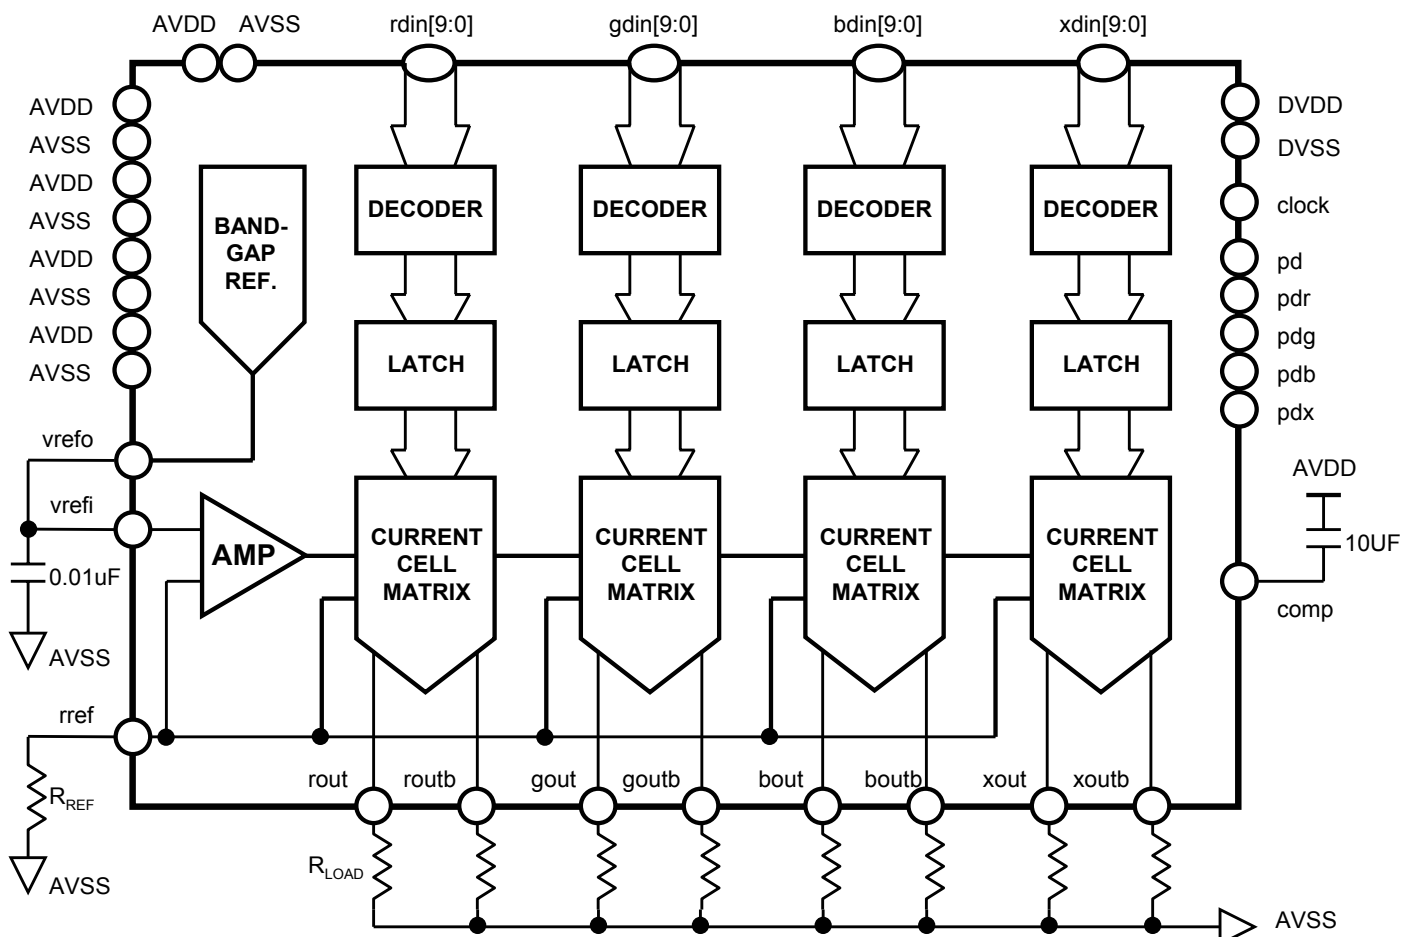 AVDD AVSS rdin[9:0] gdin[9:0] bdin[9:0] xdin[9:0]
AVDD
AVSS
AVDD
AVSS
AVDD
AVSS
AVDD
AVSS
DVDD
DVSS
clock
pd
pdr
pdg
pdb
pdx
BAND-
GAP
REF.
DECODER DECODER DECODER DECODER
LATCH LATCH LATCH LATCH
vrefo
vrefi
AMP
CURRENT
CELL
MATRIX
CURRENT
CELL
MATRIX
CURRENT
CELL
MATRIX
CURRENT
CELL
MATRIX
AVDD
10UF
comp
0.01uF
AVSS
rref
RREF
AVSS
rout routb gout goutb bout boutb xout xoutb
RLOAD
AVSS